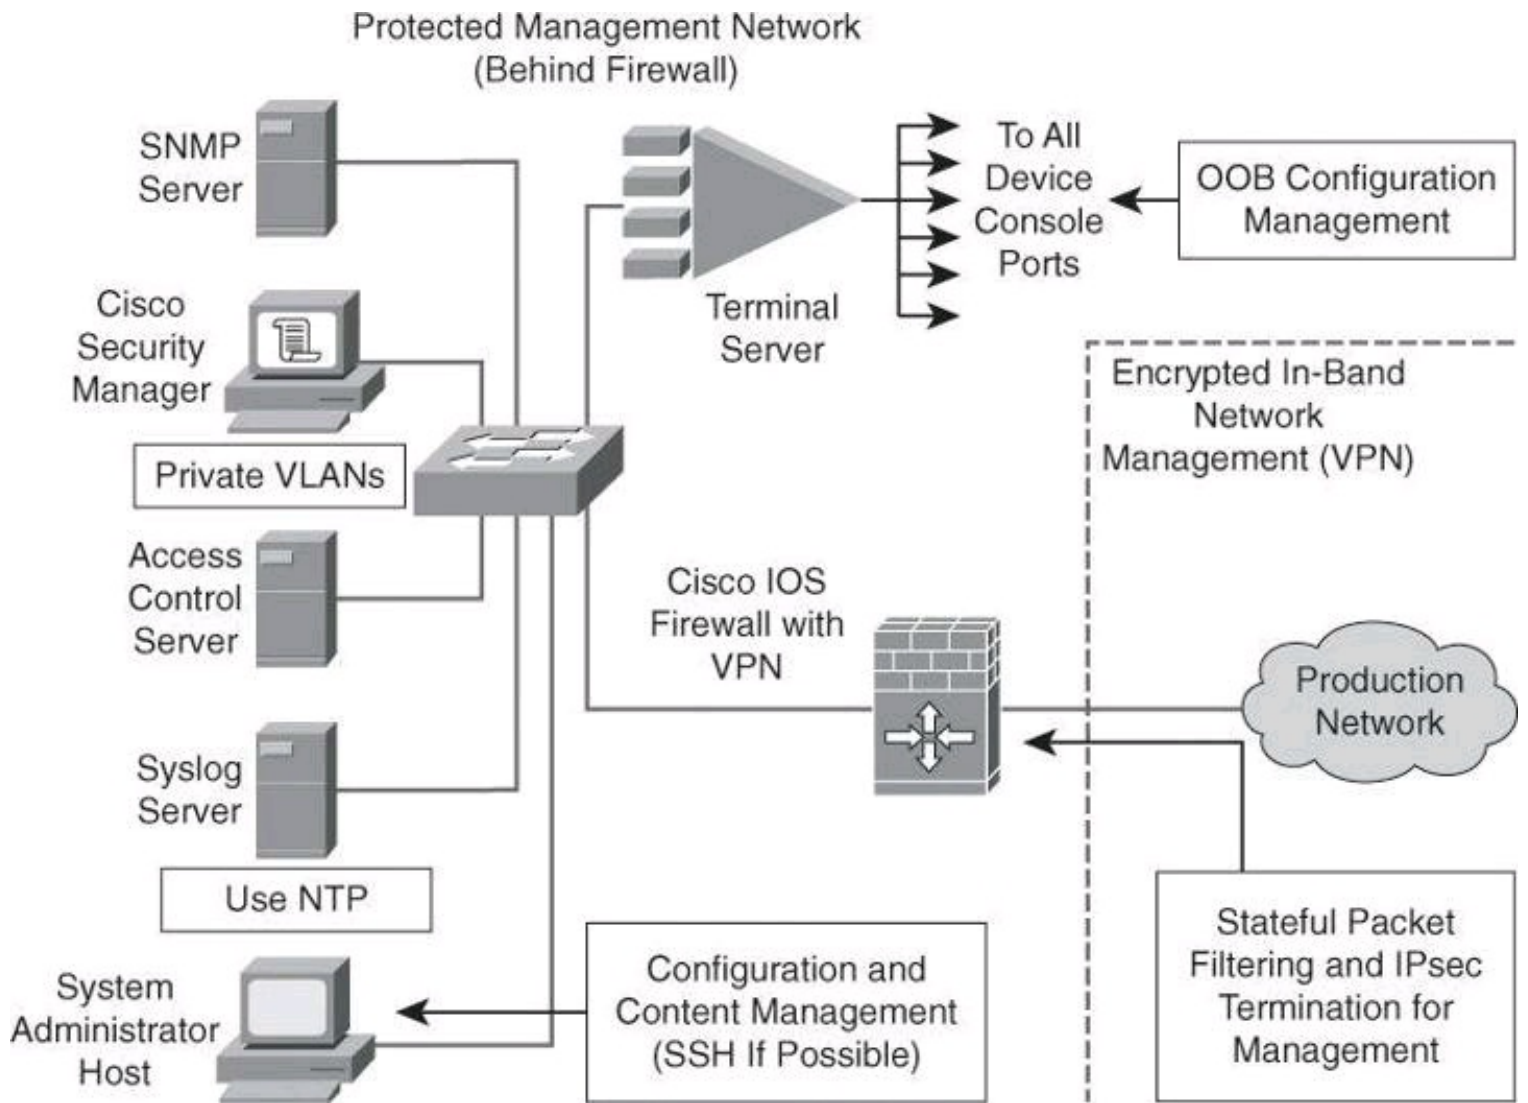 Protected Management Network
(Behind Firewall)
SNMP
Server
To All
Device
Console
Ports
OOB Configuration
Management
Terminal
Server
Cisco
Security
Manager
Private VLANs
Encrypted In-Band
Network
Management (VPN)
Access
Control
Server
Cisco IOS
Firewall with
VPN
Production
Network
Syslog
Server
Use NTP
System
Administrator
Host
Configuration and
Content Management
(SSH If Possible)
Stateful Packet
Filtering and IPsec
Termination for
Management